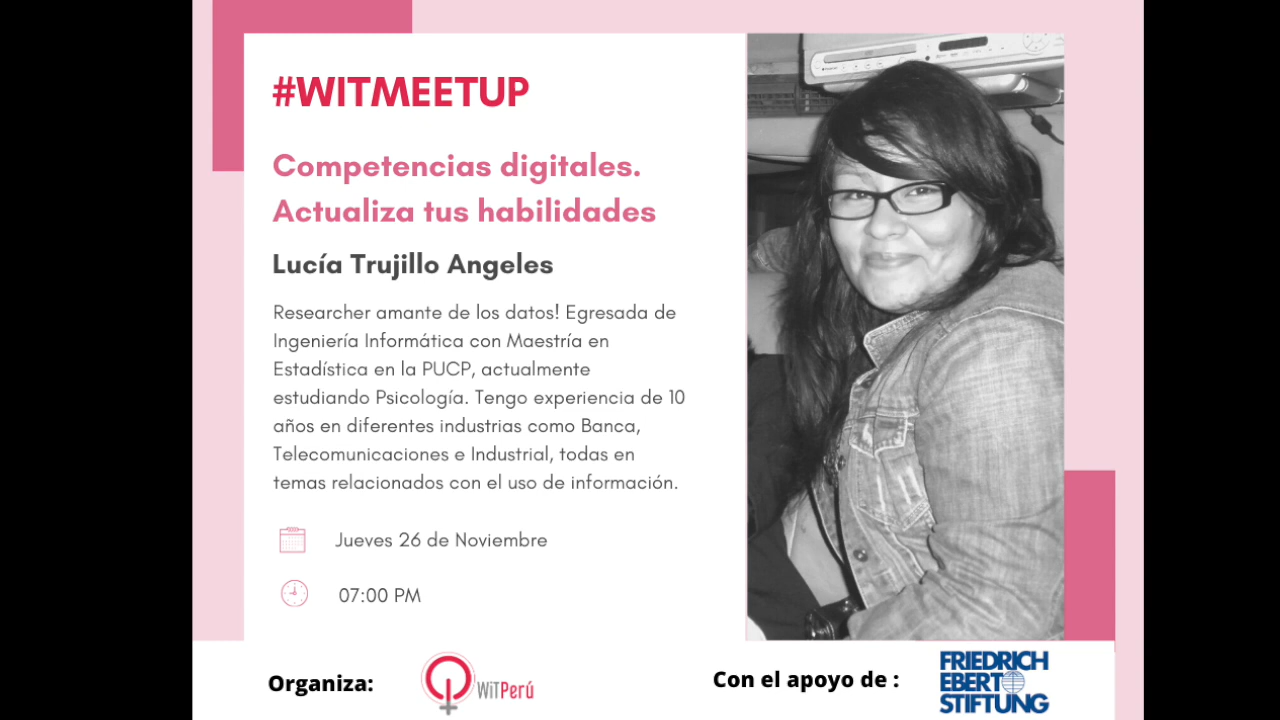 #WITMEETUP
Competencias digitales.
Actualiza tus habilidades
Lucía Trujillo Angeles
Researcher amante de los datos! Egresada de
Ingeniería Informática con Maestría en
Estadística en la PUCP, actualmente
estudiando Psicología. Tengo experiencia de 10
años en diferentes industrias como Banca,
Telecomunicaciones e Industrial, todas en
temas relacionados con el uso de información.
Jueves 26 de Noviembre
07:00 PM
Organiza:
WiTPerú
Con el apoyo de :
FRIEDRICH
EBERT
STIFTUNG